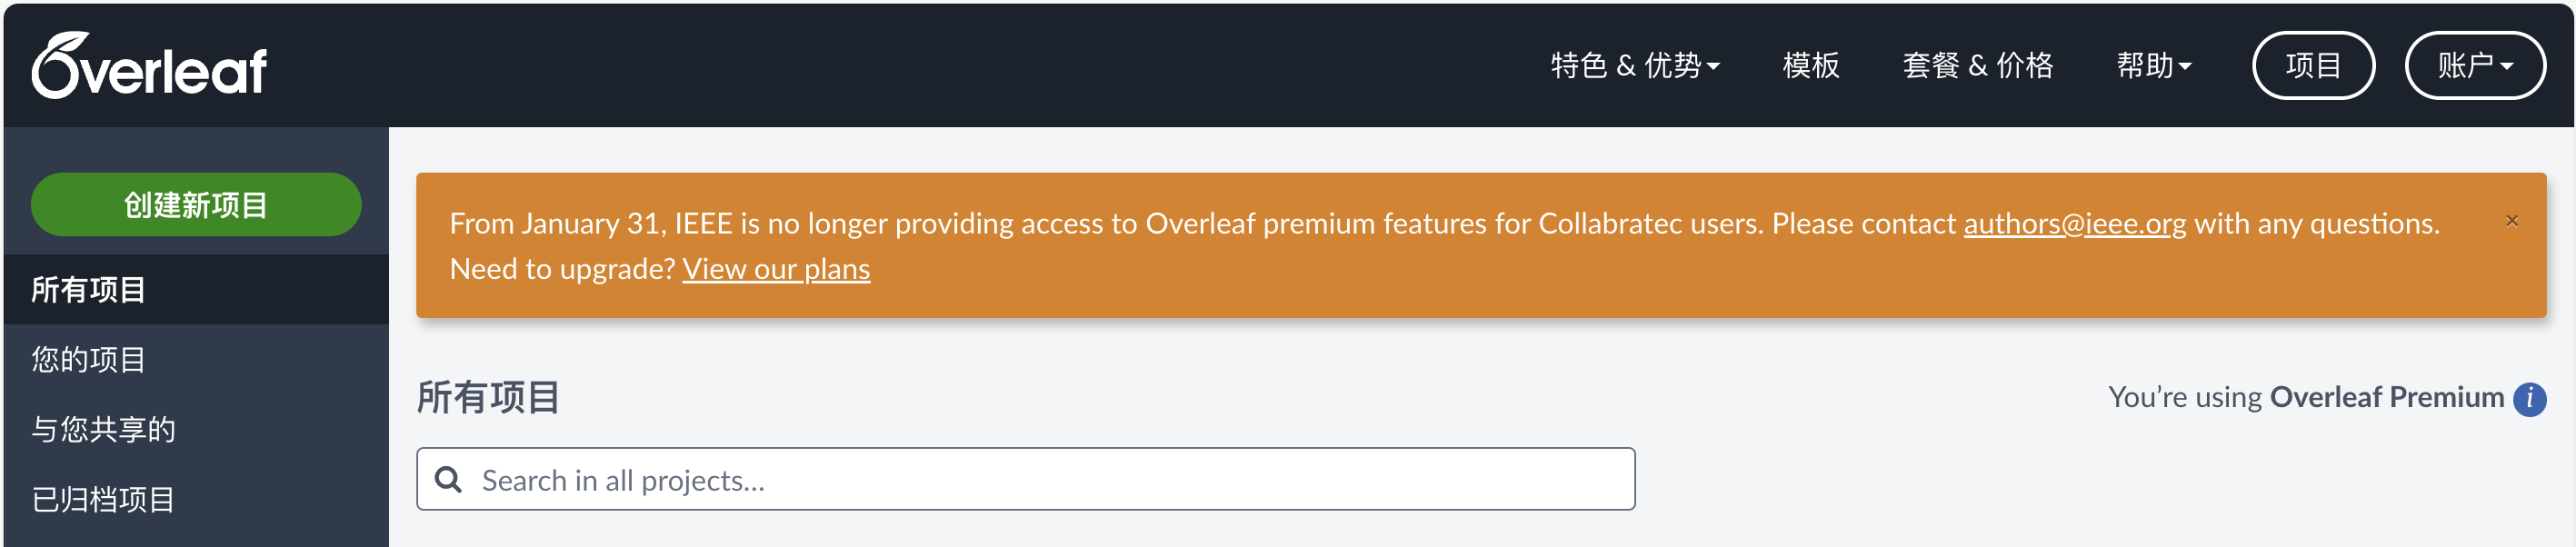 Overleaf
特色 & 优势
模板
套餐 & 价格
帮助
项目
账户
创建新项目
所有项目
您的项目
与您共享的
已归档项目
From January 31, IEEE is no longer providing access to Overleaf premium features for Collabratec users. Please contact authors@ieee.org with any questions.
Need to upgrade? View our plans
×
所有项目
You’re using Overleaf Premium i
Search in all projects...